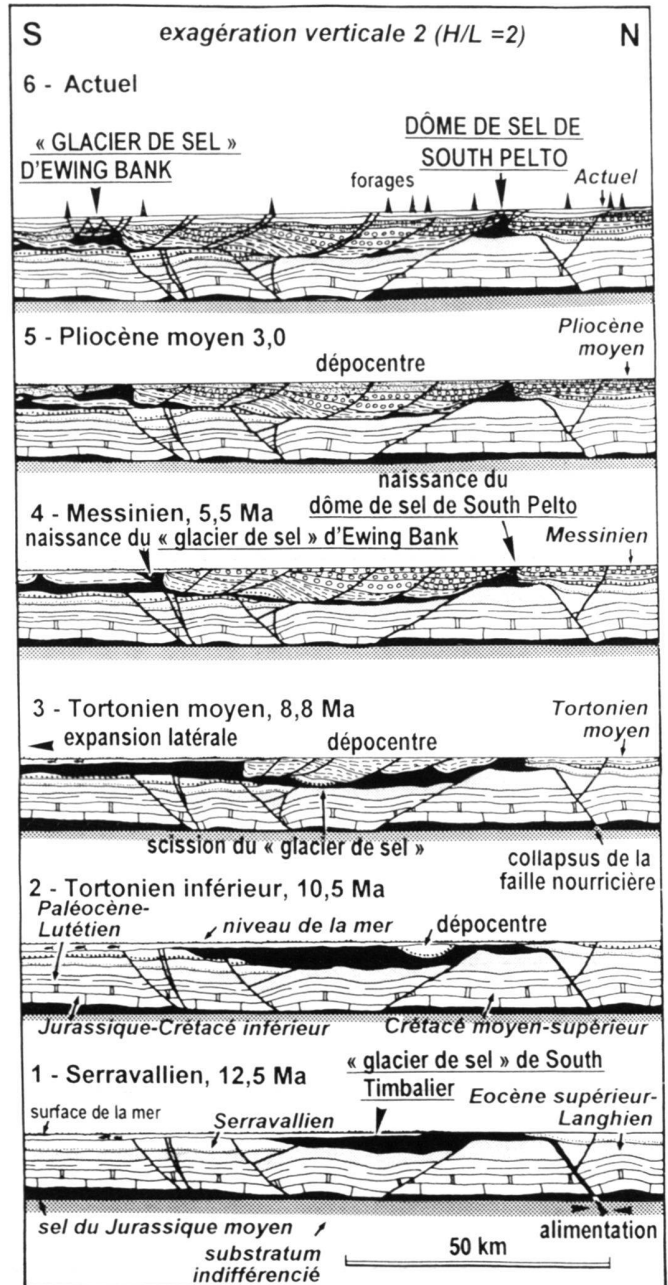 S exagération verticale 2 (H/L =2) N
6 - Actuel
« GLACIER DE SEL »
D'EWING BANK
DÔME DE SEL DE
SOUTH PELTO
forages
Actuel
5 - Pliocène moyen 3,0
dépocentre
Pliocène
moyen
naissance du
dôme de sel de South Pelto
4 - Messinien, 5,5 Ma
naissance du « glacier de sel » d'Ewing Bank
Messinien
3 - Tortonien moyen, 8,8 Ma
expansion latérale
dépocentre
Tortonien
moyen
scission du « glacier de sel »
collapsus de la
faille nourricière
2 - Tortonien inférieur, 10,5 Ma
Paléocène-
Lutétien
niveau de la mer
dépocentre
Jurassique-Crétacé inférieur
Crétacé moyen-supérieur
1 - Serravallien, 12,5 Ma
« glacier de sel » de South
Timbalier
surface de la mer
Serravallien
Eocène supérieur-
Langhien
sel du Jurassique moyen
substratum
indifférencié
50 km
alimentation